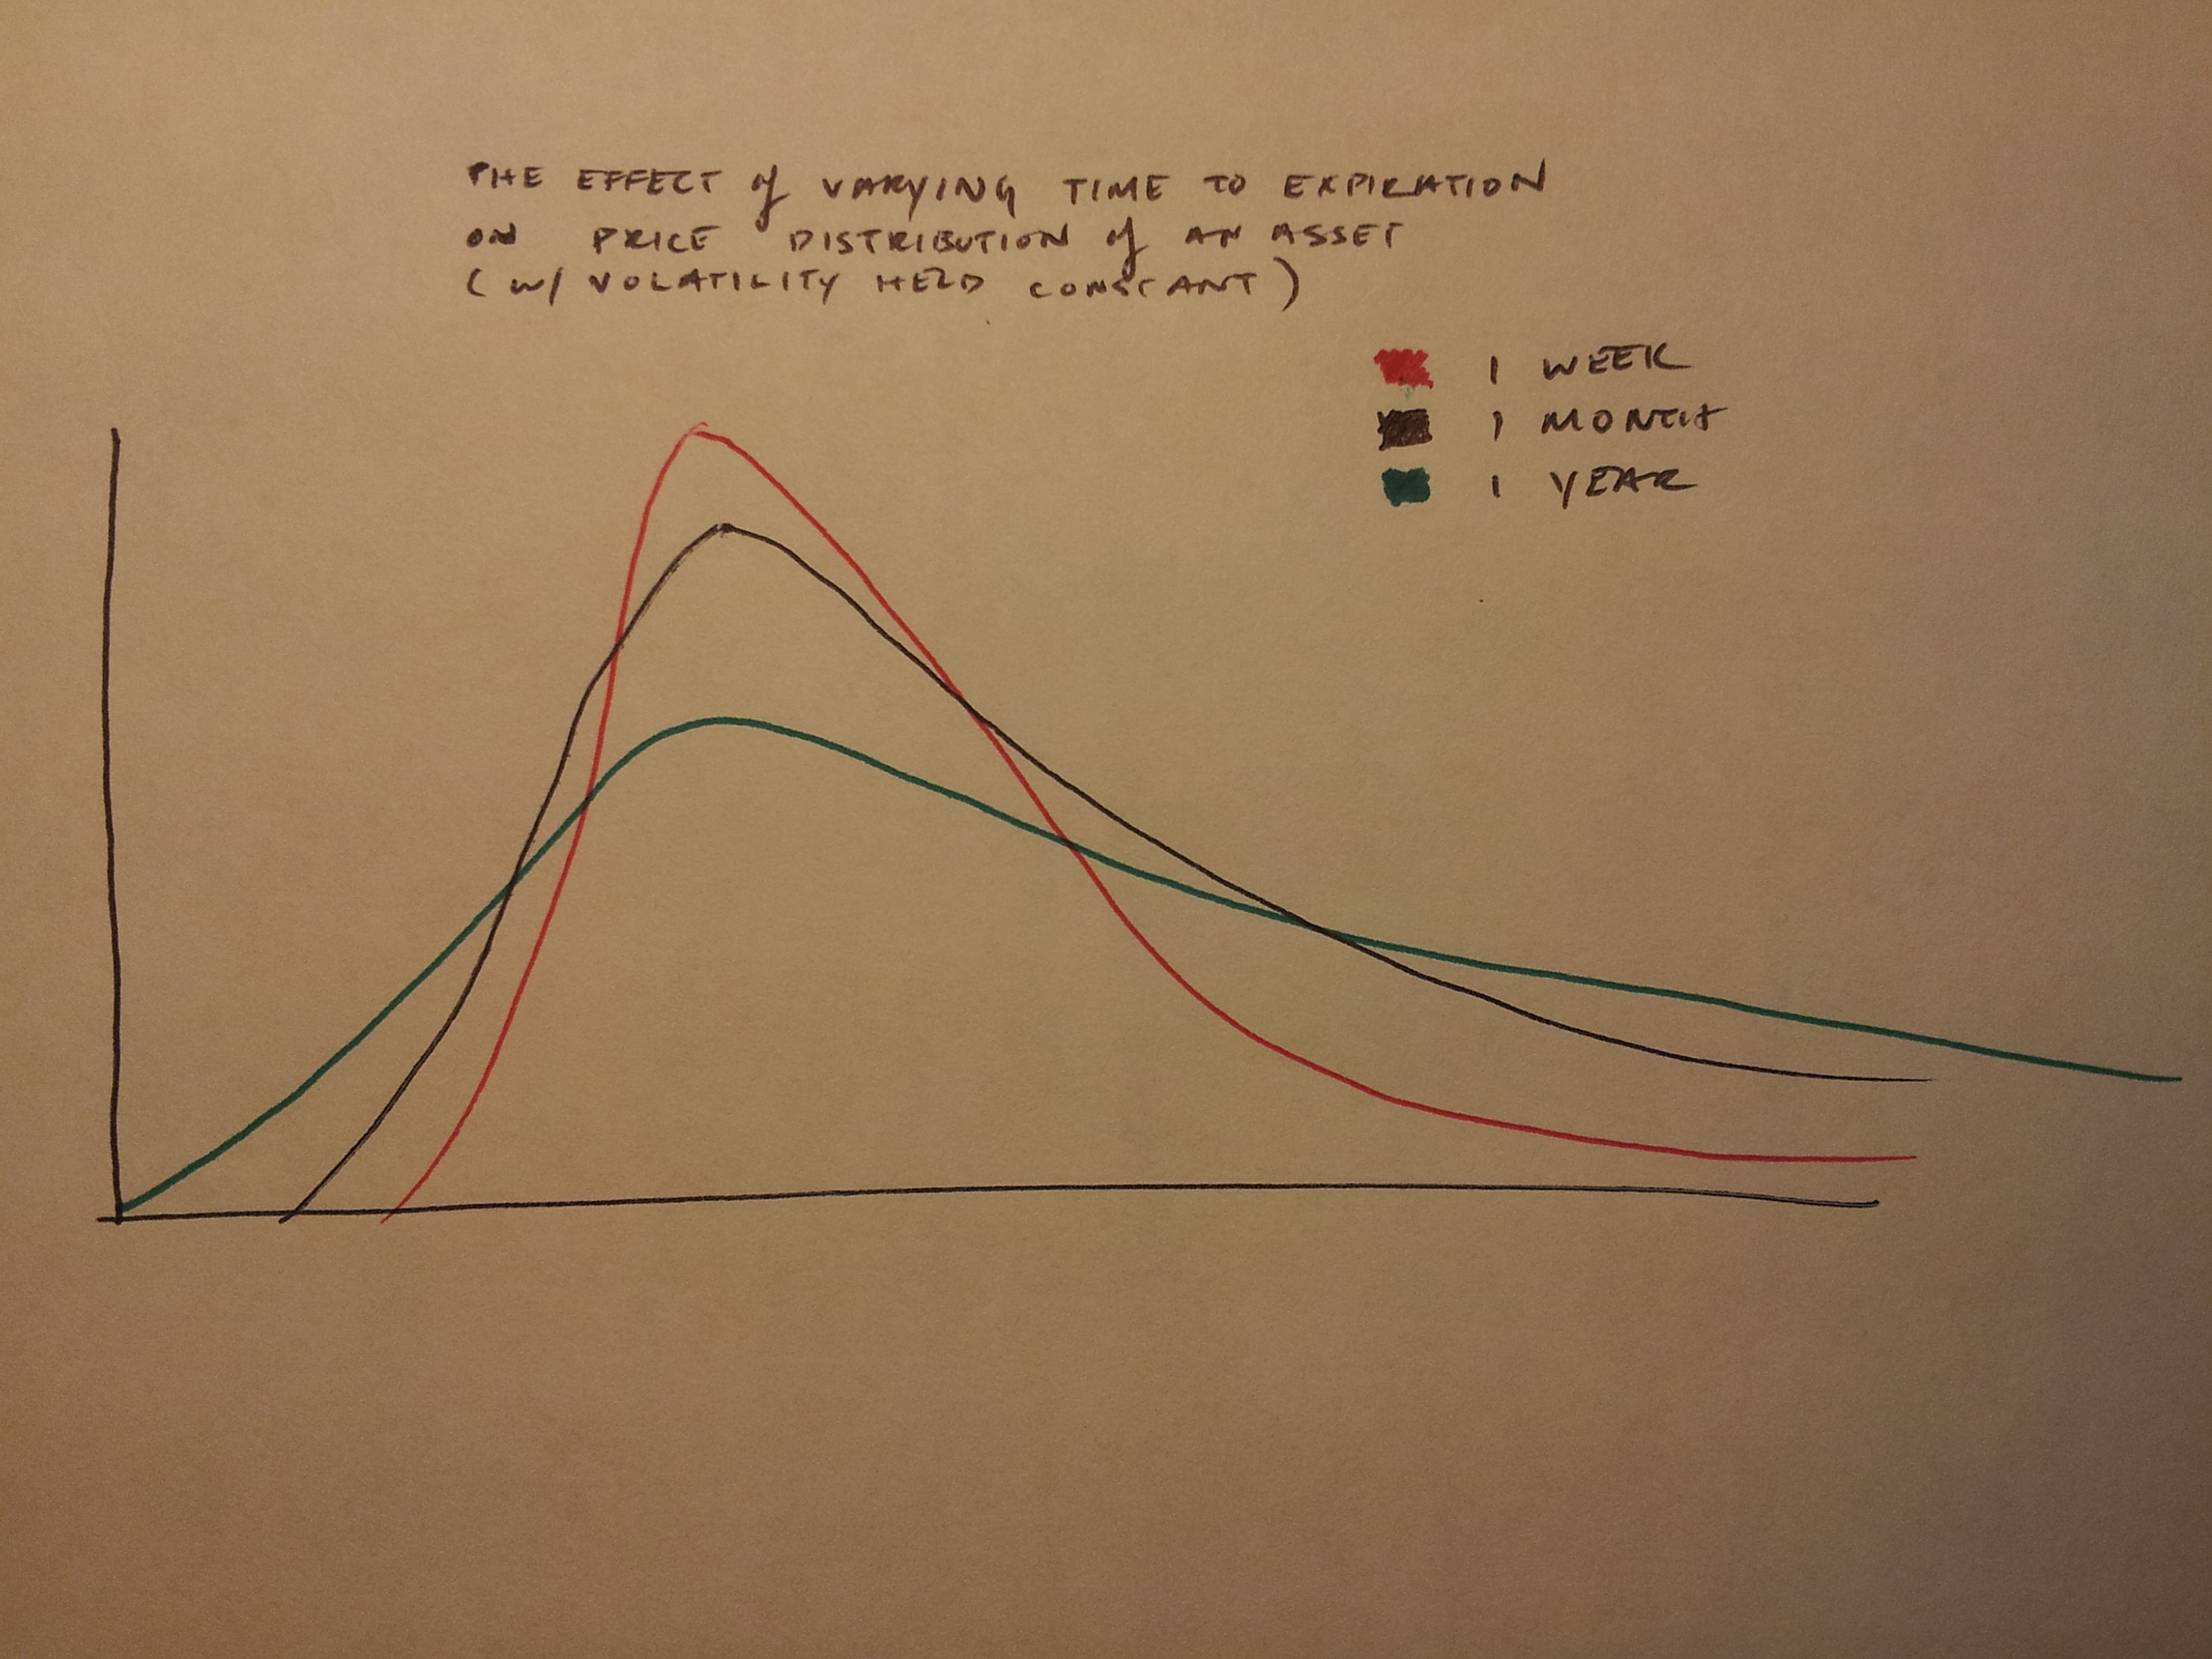 THE EFFECT of VARYING TIME TO EXPIRATION
ON PRICE DISTRIBUTION of AN ASSET
(W/ VOLATILITY HELD CONSTANT)
1 WEEK
1 MONTH
1 YEAR